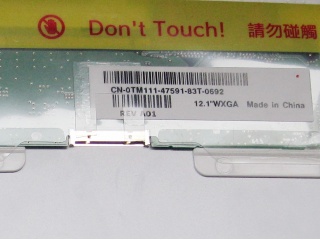 Don't Touch! 請勿碰觸
CN-0TM111-47591-83T-0692
12.1"WXGA Made in China
REV A01